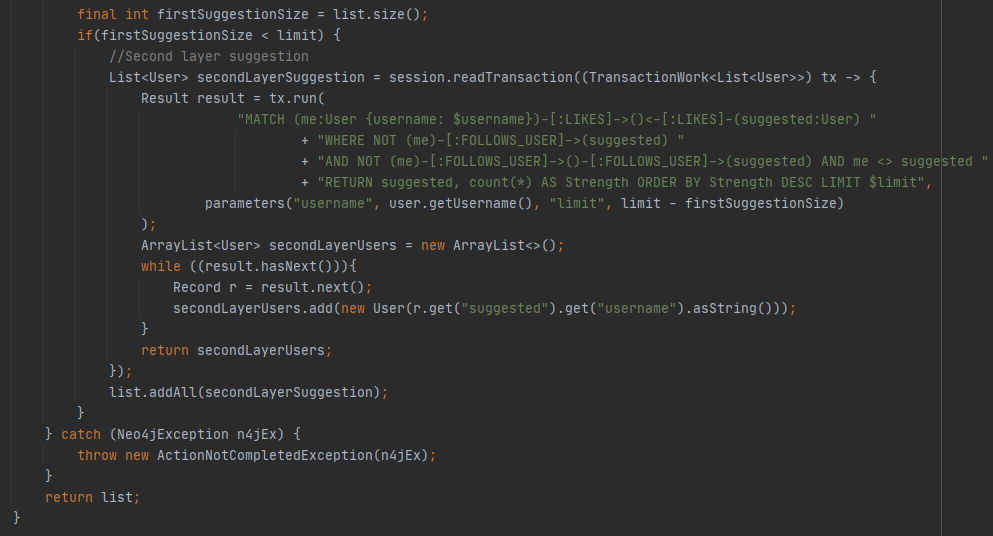 final int firstSuggestionSize = list.size();
if(firstSuggestionSize < limit) {
//Second layer suggestion
List<User> secondLayerSuggestion = session.readTransaction((TransactionWork<List<User>>) tx -> {
Result result = tx.run(
"MATCH (me:User {username: $username})-[:LIKES]->()<-[:LIKES]-(suggested:User) "
+ "WHERE NOT (me)-[:FOLLOWS_USER]->(suggested) "
+ "AND NOT (me)-[:FOLLOWS_USER]->()-[:FOLLOWS_USER]->(suggested) AND me <> suggested "
+ "RETURN suggested, count(*) AS Strength ORDER BY Strength DESC LIMIT $limit",
parameters("username", user.getUsername(), "limit", limit - firstSuggestionSize)
);
ArrayList<User> secondLayerUsers = new ArrayList<>();
while ((result.hasNext())){
Record r = result.next();
secondLayerUsers.add(new User(r.get("suggested").get("username").asString()));
}
return secondLayerUsers;
});
list.addAll(secondLayerSuggestion);
}
} catch (Neo4jException n4jEx) {
throw new ActionNotCompletedException(n4jEx);
}
return list;
}